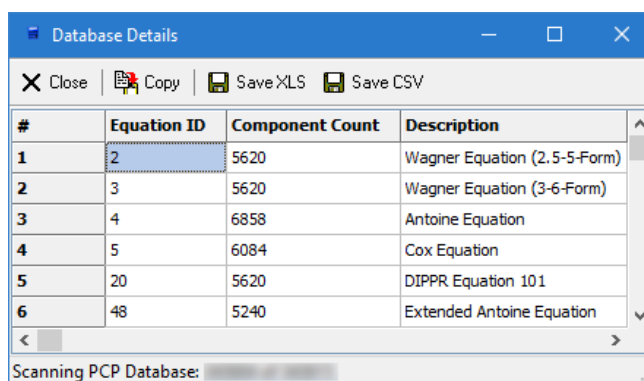 Database Details
Close Copy Save XLS Save CSV
# Equation ID Component Count Description
1 2 5620 Wagner Equation (2.5-5-Form)
2 3 5620 Wagner Equation (3-6-Form)
3 4 6858 Antoine Equation
4 5 6084 Cox Equation
5 20 5620 DIPPR Equation 101
6 48 5240 Extended Antoine Equation
Scanning PCP Database: